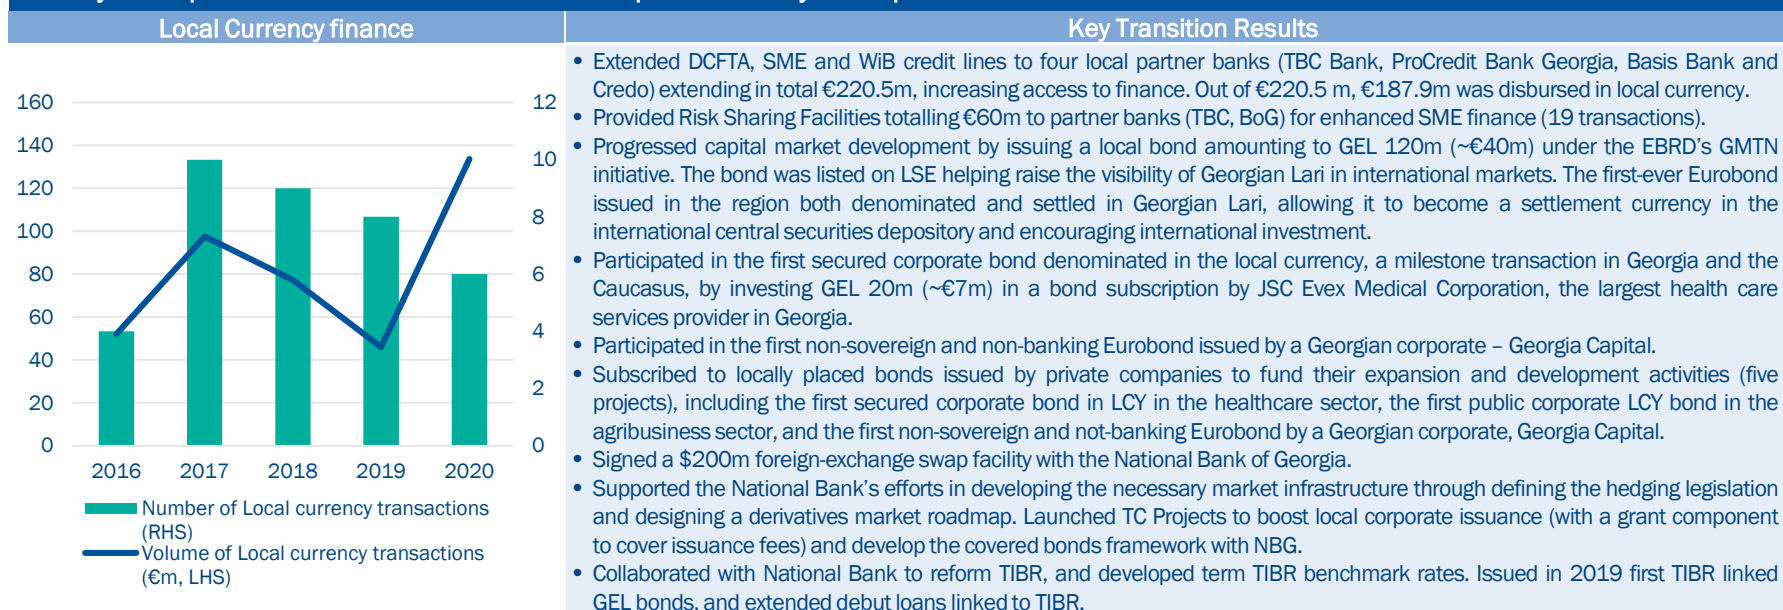 Local Currency finance
160
140
120
100
80
60
40
20
0
12
10
8
6
4
2
0
2016 2017 2018 2019 2020
Number of Local currency transactions
(RHS)
Volume of Local currency transactions
(€m, LHS)
Key Transition Results
• Extended DCFTA, SME and WiB credit lines to four local partner banks (TBC Bank, ProCredit Bank Georgia, Basis Bank and
Credo) extending in total €220.5m, increasing access to finance. Out of €220.5 m, €187.9m was disbursed in local currency.
• Provided Risk Sharing Facilities totalling €60m to partner banks (TBC, BoG) for enhanced SME finance (19 transactions).
• Progressed capital market development by issuing a local bond amounting to GEL 120m (~€40m) under the EBRD's GMTN
initiative. The bond was listed on LSE helping raise the visibility of Georgian Lari in international markets. The first-ever Eurobond
issued in the region both denominated and settled in Georgian Lari, allowing it to become a settlement currency in the
international central securities depository and encouraging international investment.
• Participated in the first secured corporate bond denominated in the local currency, a milestone transaction in Georgia and the
Caucasus, by investing GEL 20m (~€7m) in a bond subscription by JSC Evex Medical Corporation, the largest health care
services provider in Georgia.
• Participated in the first non-sovereign and non-banking Eurobond issued by a Georgian corporate – Georgia Capital.
• Subscribed to locally placed bonds issued by private companies to fund their expansion and development activities (five
projects), including the first secured corporate bond in LCY in the healthcare sector, the first public corporate LCY bond in the
agribusiness sector, and the first non-sovereign and not-banking Eurobond by a Georgian corporate, Georgia Capital.
• Signed a $200m foreign-exchange swap facility with the National Bank of Georgia.
• Supported the National Bank's efforts in developing the necessary market infrastructure through defining the hedging legislation
and designing a derivatives market roadmap. Launched TC Projects to boost local corporate issuance (with a grant component
to cover issuance fees) and develop the covered bonds framework with NBG.
• Collaborated with National Bank to reform TIBR, and developed term TIBR benchmark rates. Issued in 2019 first TIBR linked
GEL bonds, and extended debut loans linked to TIBR.